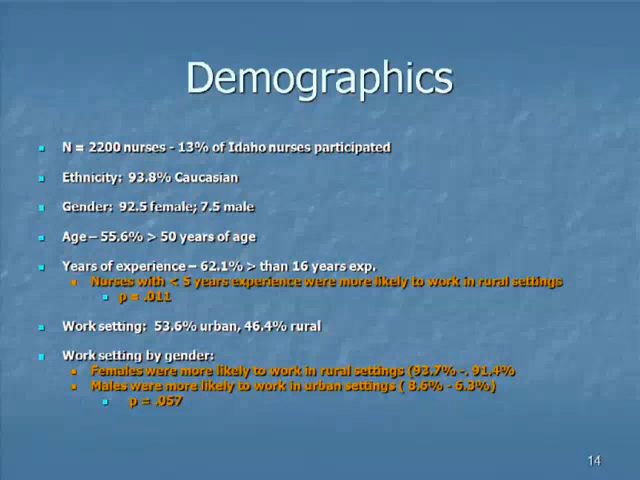 Demographics
N = 2200 nurses - 13% of Idaho nurses participated
Ethnicity: 93.8% Caucasian
Gender: 92.5 female; 7.5 male
Age – 55.6% > 50 years of age
Years of experience – 62.1% > than 16 years exp.
Nurses with < 5 years experience were more likely to work in rural settings
p = .011
Work setting: 53.6% urban, 46.4% rural
Work setting by gender:
Females were more likely to work in rural settings (93.7% -. 91.4%
Males were more likely to work in urban settings ( 8.6% - 6.3%)
p = .057
14